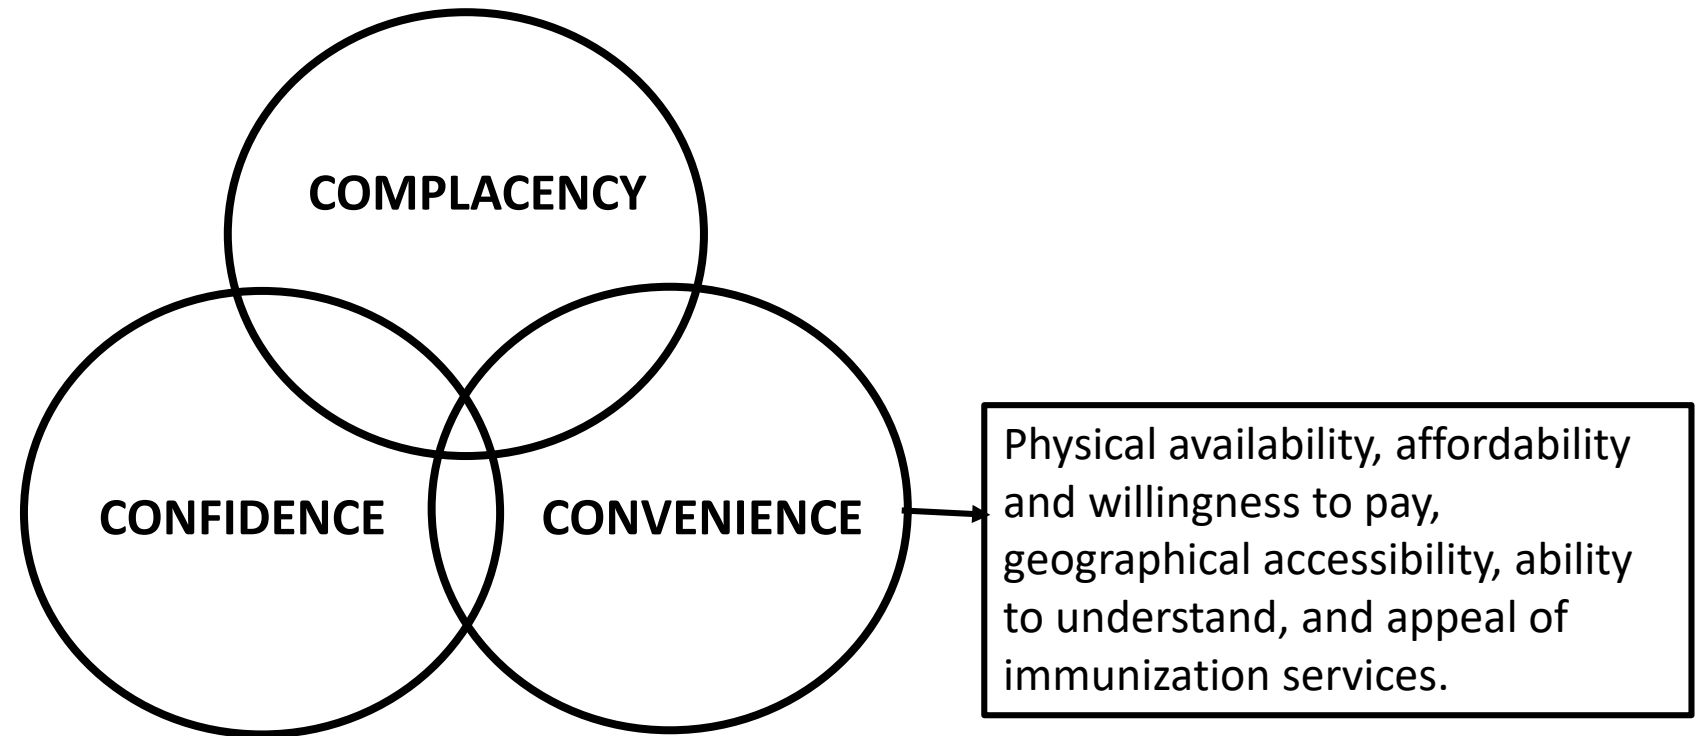 COMPLACENCY
CONFIDENCE
CONVENIENCE
Physical availability, affordability
and willingness to pay,
geographical accessibility, ability
to understand, and appeal of
immunization services.